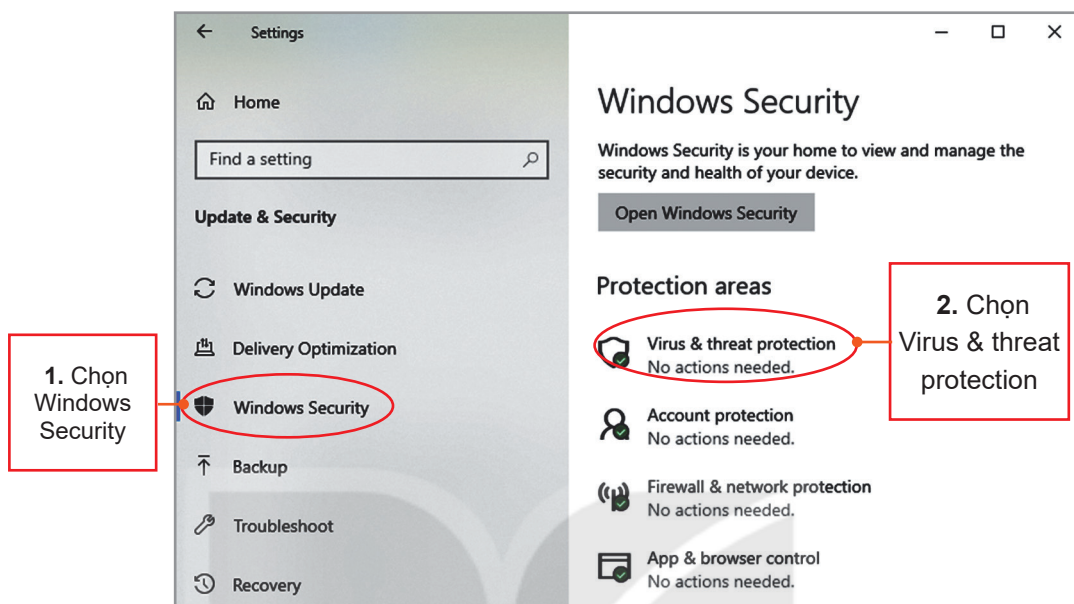 Settings
Home
Find a setting
Update & Security
Windows Update
Delivery Optimization
Windows Security
Backup
Troubleshoot
Recovery
1. Chọn
Windows
Security
Windows Security
Windows Security is your home to view and manage the
security and health of your device.
Open Windows Security
Protection areas
Virus & threat protection
No actions needed.
Account protection
No actions needed.
Firewall & network protection
No actions needed.
App & browser control
No actions needed.
2. Chọn
Virus & threat
protection